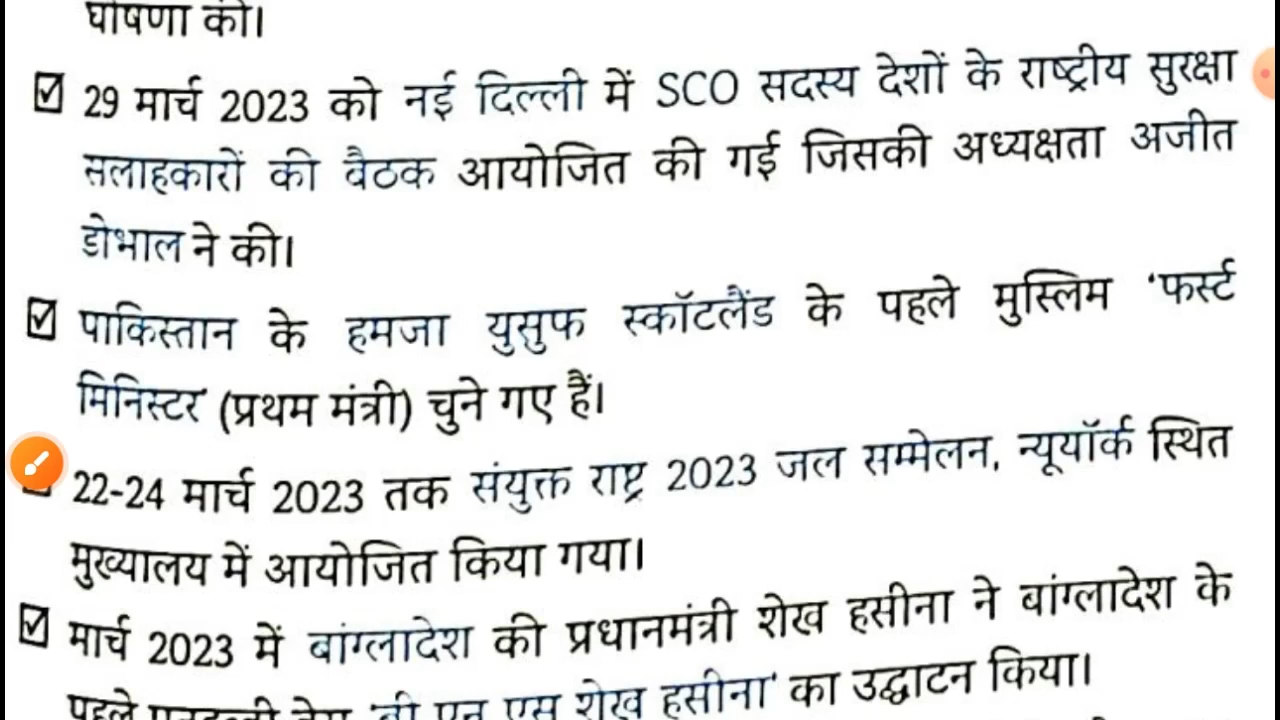 घोषणा की।
29 मार्च 2023 को नई दिल्ली में SCO सदस्य देशों के राष्ट्रीय सुरक्षा
सलाहकारों की बैठक आयोजित की गई जिसकी अध्यक्षता अजीत
डोभाल ने की।
पाकिस्तान के हमजा युसुफ स्कॉटलैंड के पहले मुस्लिम 'फर्स्ट
मिनिस्टर' (प्रथम मंत्री) चुने गए हैं।
22-24 मार्च 2023 तक संयुक्त राष्ट्र 2023 जल सम्मेलन, न्यूयॉर्क स्थित
मुख्यालय में आयोजित किया गया।
मार्च 2023 में बांग्लादेश की प्रधानमंत्री शेख हसीना ने बांग्लादेश के
पहले पनडुब्बी बेस 'बी एन एस शेख हसीना' का उद्घाटन किया।